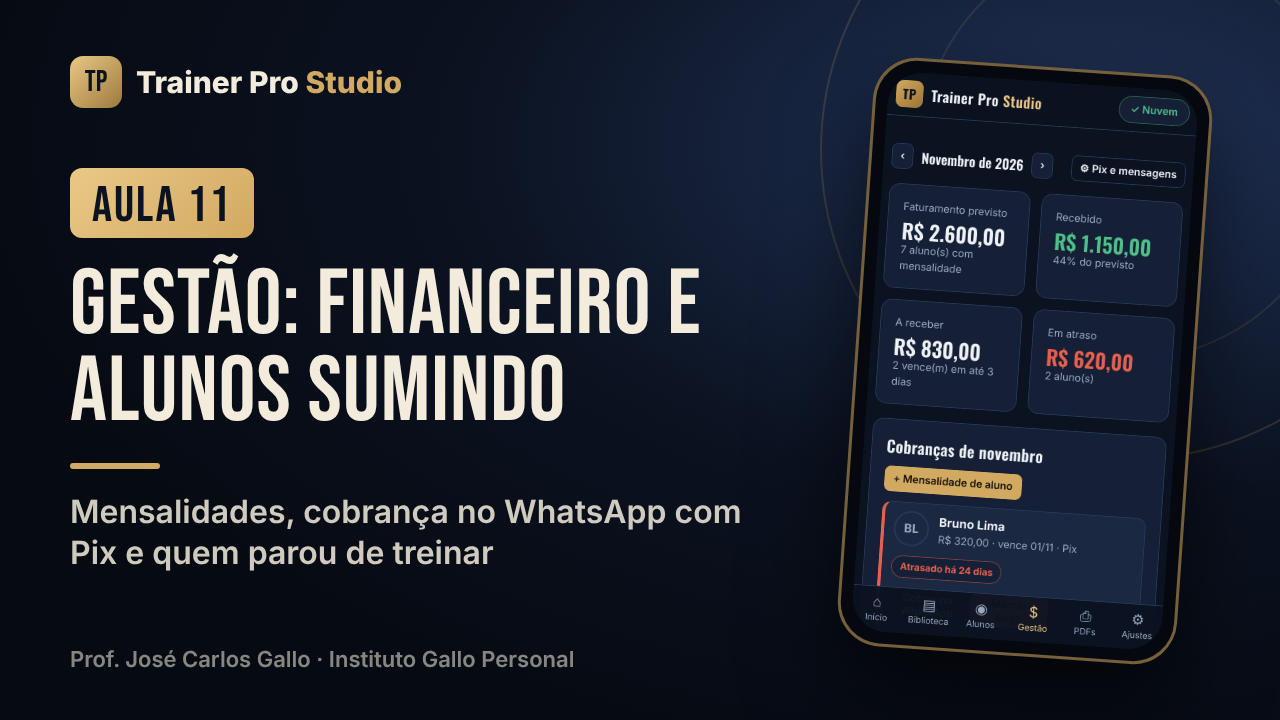 TP Trainer Pro Studio
AULA 11
GESTÃO: FINANCEIRO E
ALUNOS SUMINDO
Mensalidades, cobrança no WhatsApp com
Pix e quem parou de treinar
Prof. José Carlos Gallo · Instituto Gallo Personal
TP Trainer Pro Studio
✓ Nuvem
‹ Novembro de 2026 ›
⚙ Pix e mensagens
Faturamento previsto
R$ 2.600,00
7 aluno(s) com
mensalidade
Recebido
R$ 1.150,00
44% do previsto
A receber
R$ 830,00
2 vence(m) em até 3
dias
Em atraso
R$ 620,00
2 aluno(s)
Cobranças de novembro
+ Mensalidade de aluno
BL
Bruno Lima
R$ 320,00 · vence 01/11 · Pix
Atrasado há 24 dias
Início
Biblioteca
Alunos
$
Gestão
PDFs
Ajustes